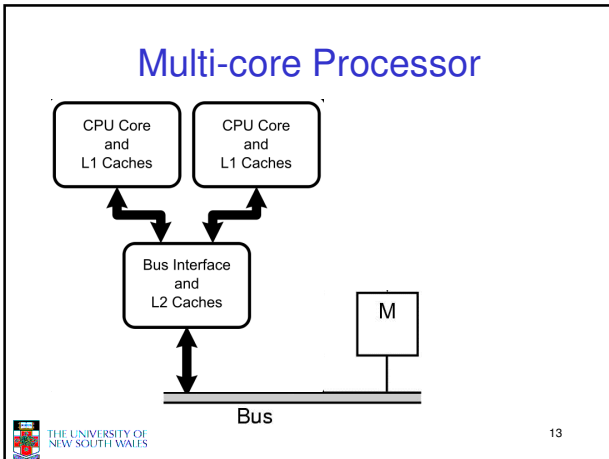 Multi-core Processor
CPU Core
and
L1 Caches
CPU Core
and
L1 Caches
Bus Interface
and
L2 Caches
M
Bus
THE UNIVERSITY OF
NEW SOUTH WALES
13